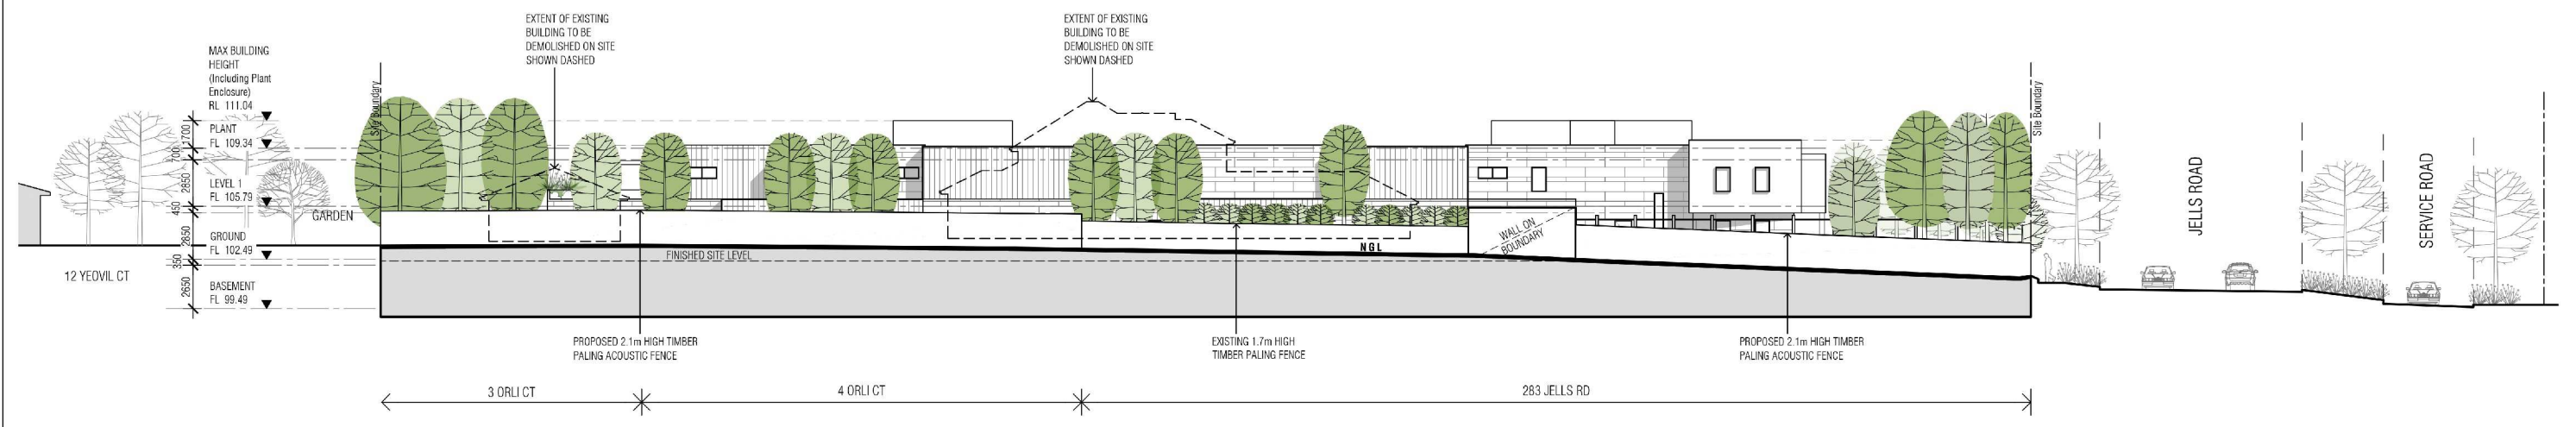 EXTENT OF EXISTING
BUILDING TO BE
DEMOLISHED ON SITE
SHOWN DASHED
EXTENT OF EXISTING
BUILDING TO BE
DEMOLISHED ON SITE
SHOWN DASHED
MAX BUILDING
HEIGHT
(Including Plant
Enclosure)
RL 111.04
PLANT
FL 109.34
LEVEL 1
FL 105.79
GROUND
FL 102.49
BASEMENT
FL 99.49
1700
700
2850
450
2850
350
2650
Site Boundary
GARDEN
12 YEOVIL CT
FINISHED SITE LEVEL
NGL
WALL ON
BOUNDARY
Site Boundary
JELLS ROAD
SERVICE ROAD
PROPOSED 2.1m HIGH TIMBER
PALING ACOUSTIC FENCE
EXISTING 1.7m HIGH
TIMBER PALING FENCE
PROPOSED 2.1m HIGH TIMBER
PALING ACOUSTIC FENCE
3 ORLI CT
4 ORLI CT
283 JELLS RD